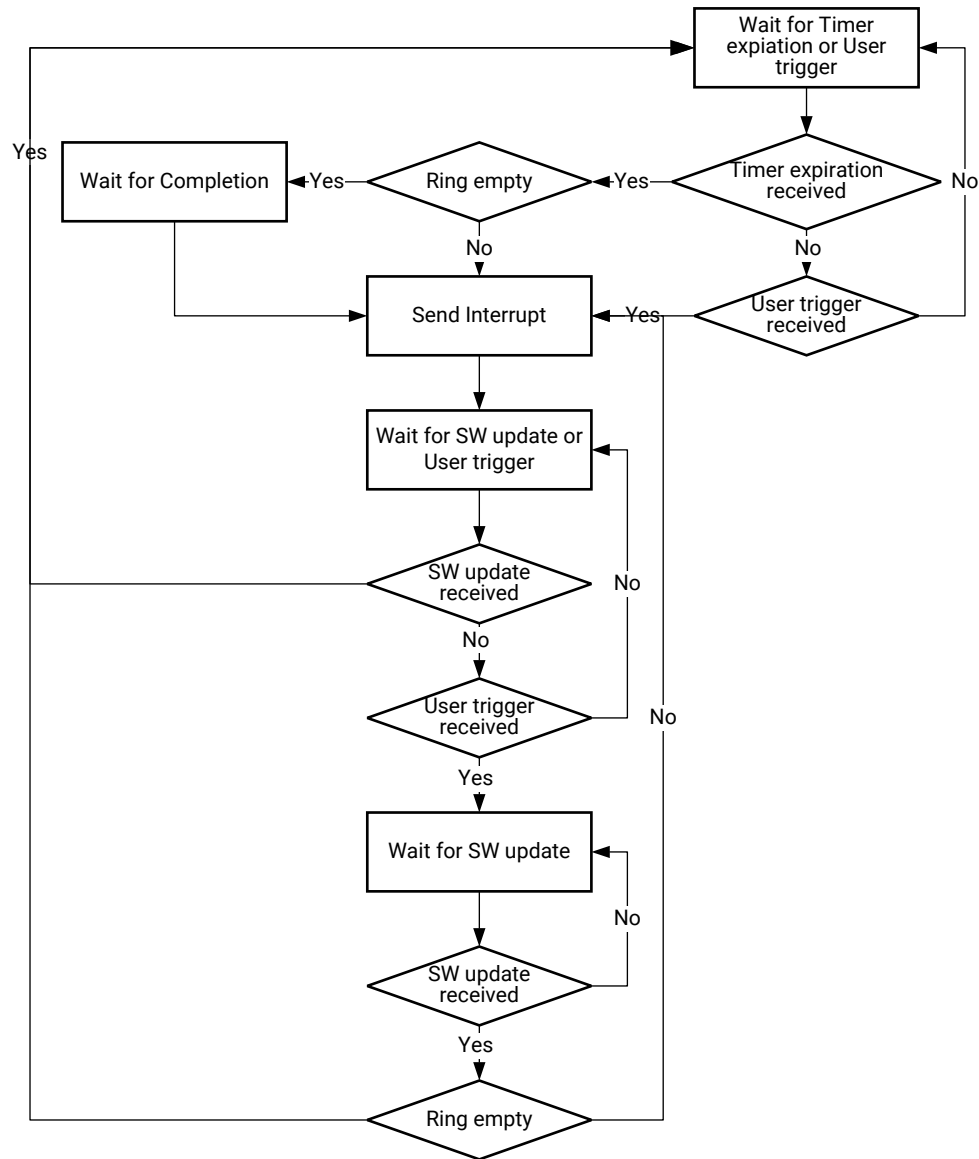 Wait for Timer
expiation or User
trigger
Yes
Wait for Completion
Yes
Ring empty
Yes
Timer expiration
received
No
No
No
Send Interrupt
Yes
User trigger
received
Wait for SW update or
User trigger
SW update
received
No
No
User trigger
received
No
Yes
Wait for SW update
No
SW update
received
Yes
Ring empty